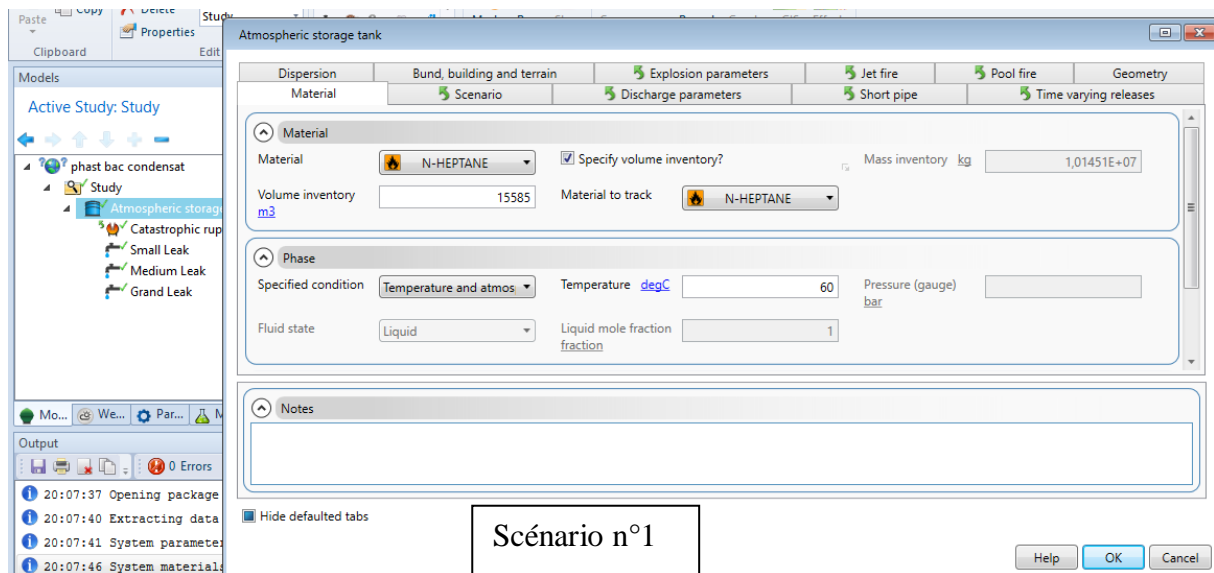 Paste
Copy
Delete
Study
Properties
Clipboard
Edit
Models
Active Study: Study
phast bac condensat
Study
Atmospheric storage
Catastrophic rup
Small Leak
Medium Leak
Grand Leak
Mo... We... Par... M
Output
0 Errors
20:07:37 Opening package
20:07:40 Extracting data
20:07:41 System parameter
20:07:46 System materials
Atmospheric storage tank
Dispersion Bund, building and terrain Explosion parameters Jet fire Pool fire Geometry
Material Scenario Discharge parameters Short pipe Time varying releases
Material
Material N-HEPTANE Specify volume inventory? Mass inventory kg 1,01451E+07
Volume inventory m3 15585 Material to track N-HEPTANE
Phase
Specified condition Temperature and atmos Temperature degC 60 Pressure (gauge) bar
Fluid state Liquid Liquid mole fraction fraction 1
Notes
Hide defaulted tabs
Scénario n°1
Help OK Cancel